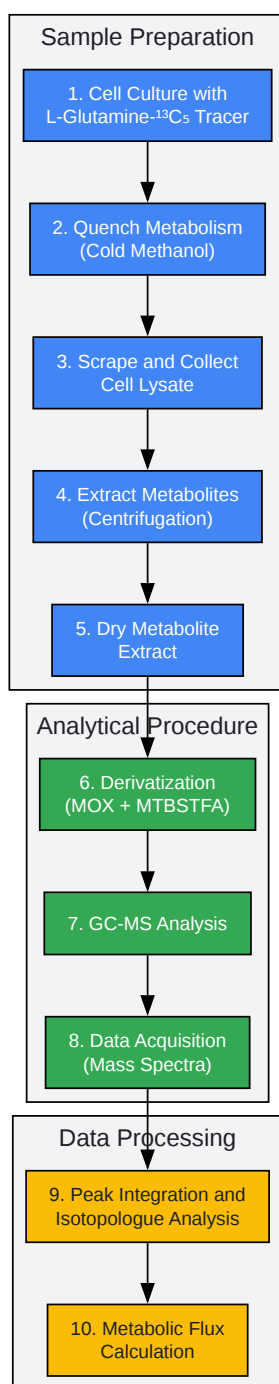 Sample Preparation
1. Cell Culture with
L-Glutamine-¹³C₅ Tracer
2. Quench Metabolism
(Cold Methanol)
3. Scrape and Collect
Cell Lysate
4. Extract Metabolites
(Centrifugation)
5. Dry Metabolite
Extract
Analytical Procedure
6. Derivatization
(MOX + MTBSTFA)
7. GC-MS Analysis
8. Data Acquisition
(Mass Spectra)
Data Processing
9. Peak Integration and
Isotopologue Analysis
10. Metabolic Flux
Calculation